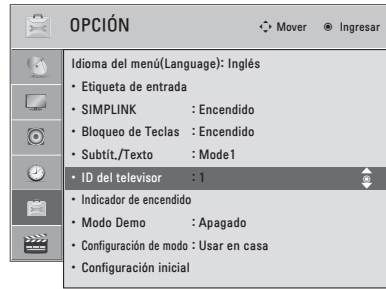 OPCIÓN Mover Ingresar
Idioma del menú(Language): Inglés
• Etiqueta de entrada
• SIMPLINK : Encendido
• Bloqueo de Teclas : Encendido
• Subtít./Texto : Mode1
• ID del televisor : 1
• Indicador de encendido
• Modo Demo : Apagado
• Configuración de modo : Usar en casa
• Configuración inicial